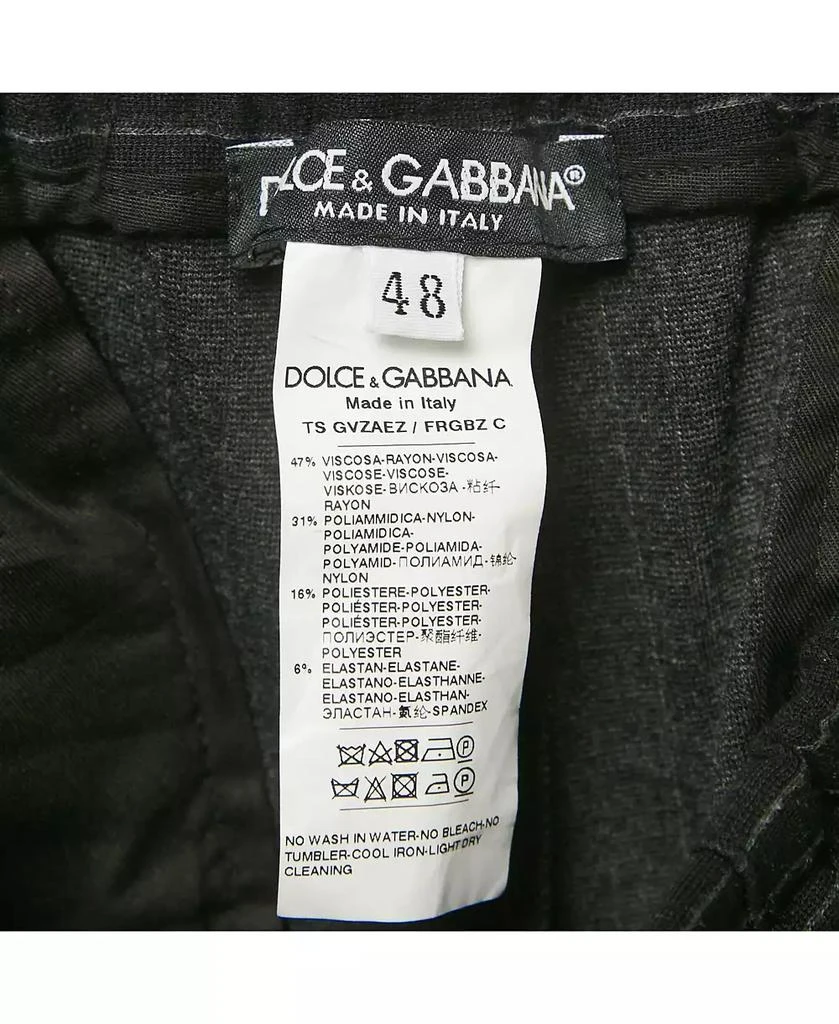 DOLCE & GABBANA®
MADE IN ITALY
48
DOLCE & GABBANA
Made in Italy
TS GVZAEZ / FRGBZ C
47% VISCOSA-RAYON-VISCOSA-
VISCOSE-VISCOSE-
VISKOSE-ВИСКОЗА-粘纤-
RAYON
31% POLIAMMIDICA-NYLON-
POLIAMIDICA-
POLYAMIDE-POLIAMIDA-
POLYAMID-ПОЛИАМИД-锦纶-
NYLON
16% POLIESTERE-POLYESTER-
POLIÉSTER-POLYESTER-
POLIÉSTER-POLYESTER-
ПОЛИЭСТЕР-聚酯纤维-
POLYESTER
6% ELASTAN-ELASTANE-
ELASTANO-ELASTHANNE-
ELASTANO-ELASTHAN-
ЭЛАСТАН-氨纶-SPANDEX
P
P
NO WASH IN WATER-NO BLEACH-NO
TUMBLER-COOL IRON-LIGHT DRY
CLEANING